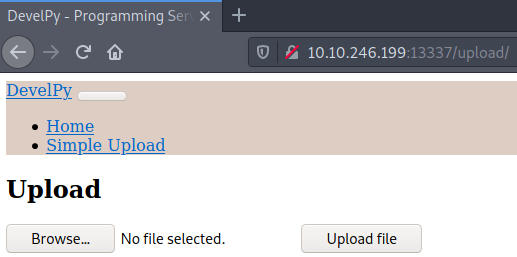 DevelPy - Programming Serv
10.10.246.199:13337/upload/
DevelPy
Home
Simple Upload
Upload
Browse... No file selected. Upload file